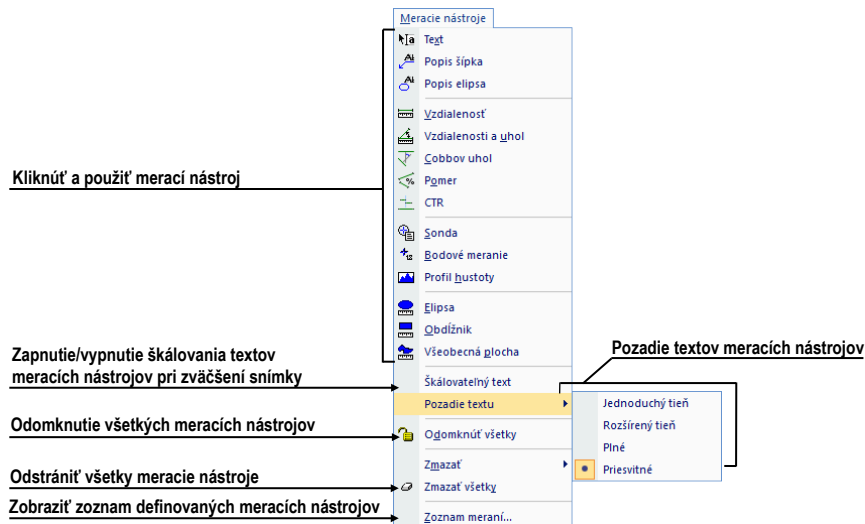 Meracie nástroje
Text
Popis šípka
Popis elipsa
Vzdialenosť
Vzdialenosti a uhol
Cobbov uhol
Pomer
CTR
Sonda
Bodové meranie
Profil hustoty
Elipsa
Obdĺžnik
Všeobecná plocha
Škálovateľný text
Pozadie textu
Odomknúť všetky
Zmazať
Zmazať všetky
Zoznam meraní...
Jednoduchý tieň
Rozšírený tieň
Plné
Priesvitné
Kliknúť a použiť merací nástroj
Zapnutie/vypnutie škálovania textov
meracích nástrojov pri zväčšení snímky
Odomknutie všetkých meracích nástrojov
Odstrániť všetky meracie nástroje
Zobraziť zoznam definovaných meracích nástrojov
Pozadie textov meracích nástrojov